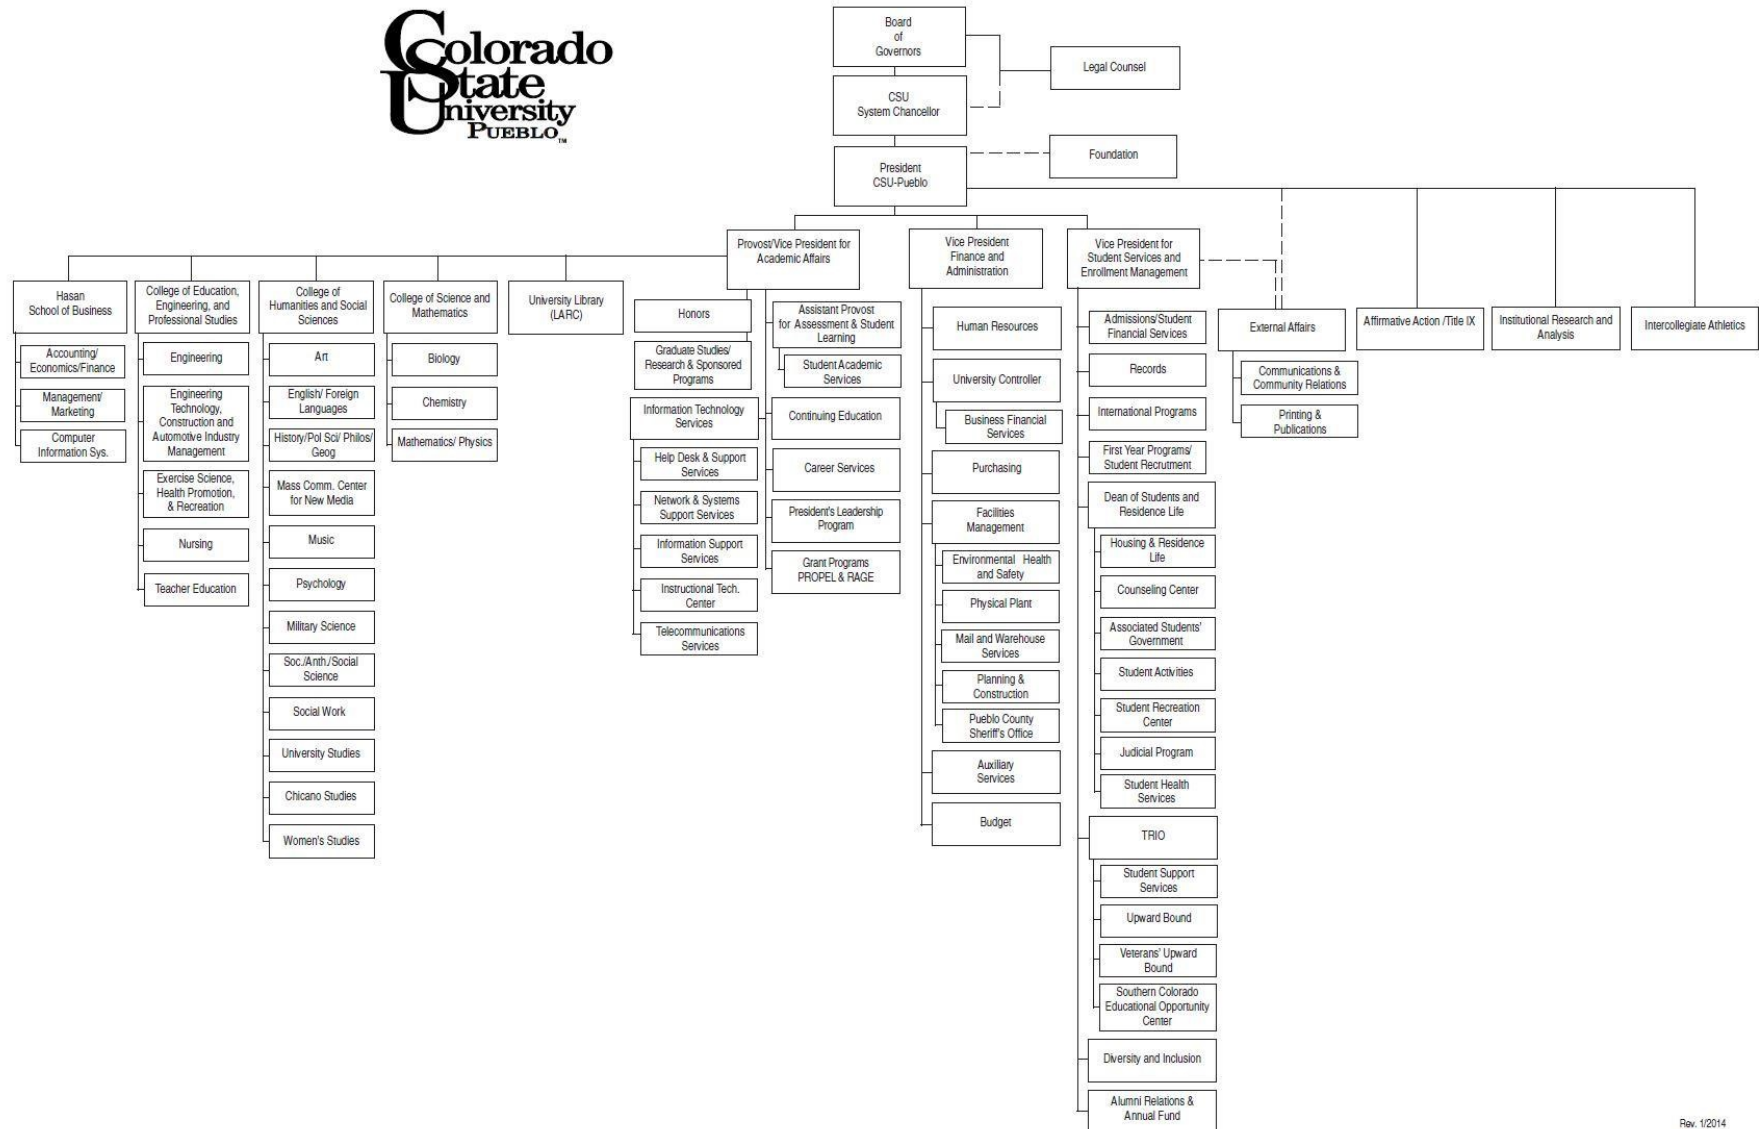 Colorado
State
University
PUEBLO™
Board
of
Governors
Legal Counsel
CSU
System Chancellor
Foundation
President
CSU-Pueblo
Provost/Vice President for
Academic Affairs
Vice President
Finance and
Administration
Vice President for
Student Services and
Enrollment Management
Hasan
School of Business
Accounting/
Economics/Finance
Management/
Marketing
Computer
Information Sys.
College of Education,
Engineering, and
Professional Studies
Engineering
Engineering
Technology,
Construction and
Automotive Industry
Management
Exercise Science,
Health Promotion,
& Recreation
Nursing
Teacher Education
College of
Humanities and Social
Sciences
Art
English/ Foreign
Languages
History/Pol Sci/ Philos/
Geog
Mass Comm. Center
for New Media
Music
Psychology
Military Science
Soc./Anth./Social
Science
Social Work
University Studies
Chicano Studies
Women's Studies
College of Science and
Mathematics
Biology
Chemistry
Mathematics/ Physics
University Library
(LARC)
Honors
Graduate Studies/
Research & Sponsored
Programs
Information Technology
Services
Help Desk & Support
Services
Network & Systems
Support Services
Information Support
Services
Instructional Tech.
Center
Telecommunications
Services
Assistant Provost
for Assessment & Student
Learning
Student Academic
Services
Continuing Education
Career Services
President's Leadership
Program
Grant Programs
PROPEL & RAGE
Human Resources
University Controller
Business Financial
Services
Purchasing
Facilities
Management
Environmental Health
and Safety
Physical Plant
Mail and Warehouse
Services
Planning &
Construction
Pueblo County
Sheriff's Office
Auxiliary
Services
Budget
Admissions/Student
Financial Services
Records
International Programs
First Year Programs/
Student Recrutment
Dean of Students and
Residence Life
Housing & Residence
Life
Counseling Center
Associated Students'
Government
Student Activities
Student Recreation
Center
Judicial Program
Student Health
Services
TRIO
Student Support
Services
Upward Bound
Veterans' Upward
Bound
Southern Colorado
Educational Opportunity
Center
Diversity and Inclusion
Alumni Relations &
Annual Fund
External Affairs
Communications &
Community Relations
Printing &
Publications
Affirmative Action /Title IX
Institutional Research and
Analysis
Intercollegiate Athletics
Rev. 1/2014